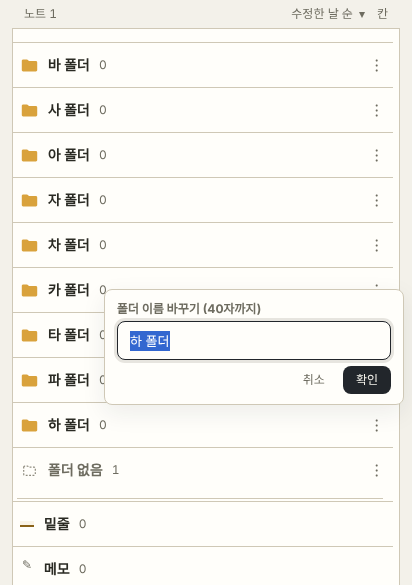 노트 1 수정한 날 순 ▾ 칸
바 폴더 0
사 폴더 0
아 폴더 0
자 폴더 0
차 폴더 0
카 폴더 0
폴더 이름 바꾸기 (40자까지)
타 폴더 0
하 폴더
파 폴더 0
취소 확인
하 폴더 0
폴더 없음 1
밑줄 0
메모 0